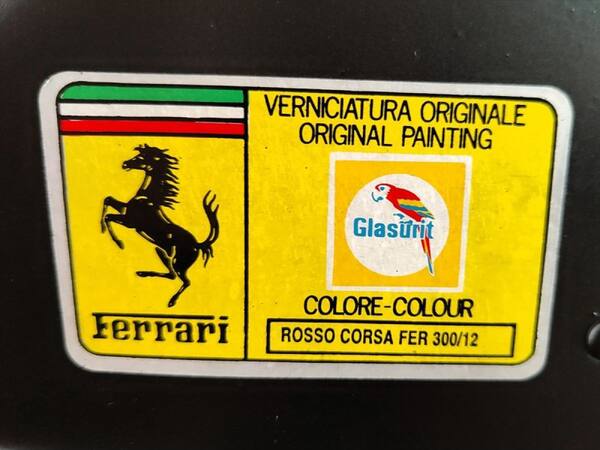 VERNICIATURA ORIGINALE
ORIGINAL PAINTING
Glasurit
COLORE-COLOUR
ROSSO CORSA FER 300/12
Ferrari